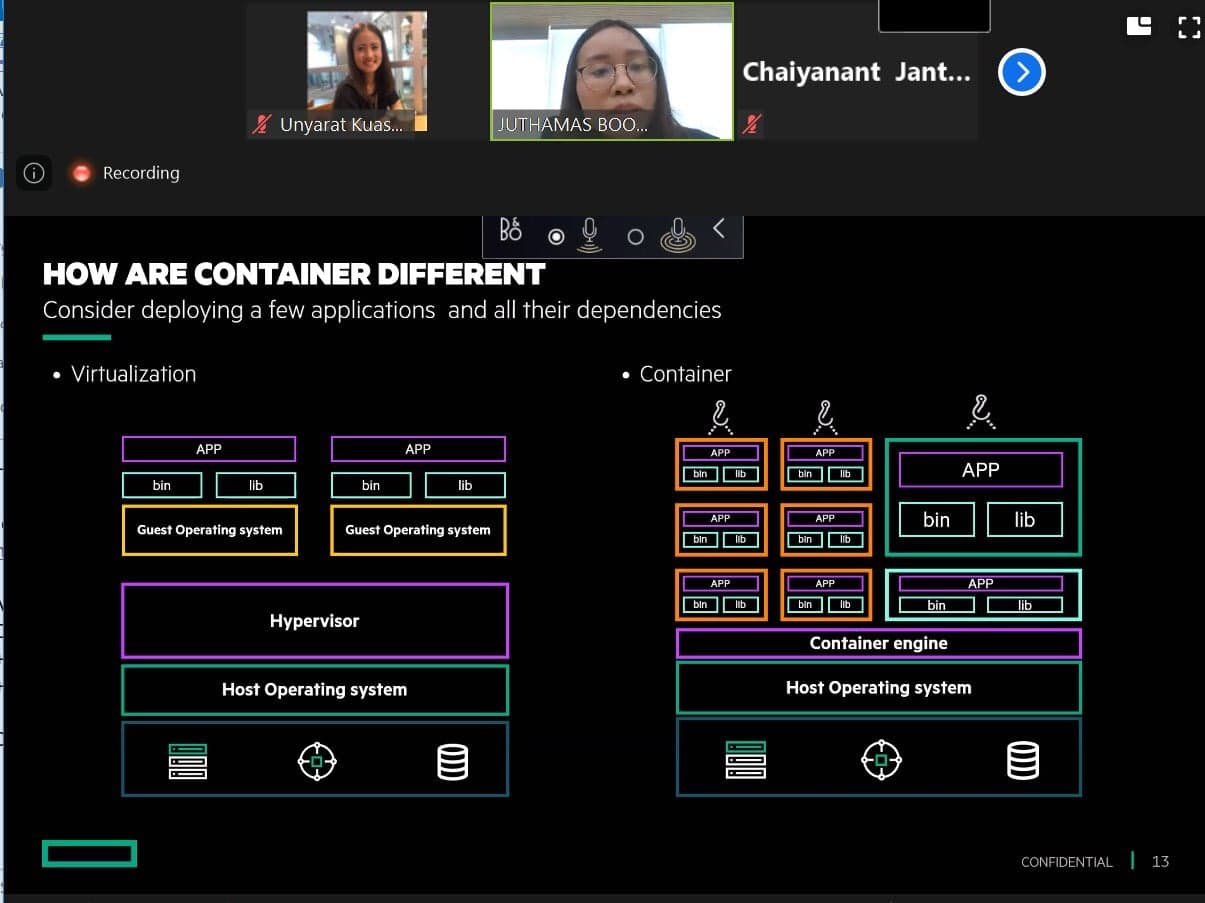 Unyarat Kuas...
JUTHAMAS BOO...
Chaiyanant Jant...
Recording
B&O
HOW ARE CONTAINER DIFFERENT
Consider deploying a few applications and all their dependencies
• Virtualization
APP
APP
bin
lib
bin
lib
Guest Operating system
Guest Operating system
Hypervisor
Host Operating system
• Container
APP
APP
APP
bin
lib
bin
lib
bin
lib
APP
APP
bin
lib
bin
lib
APP
APP
APP
bin
lib
bin
lib
bin
lib
Container engine
Host Operating system
CONFIDENTIAL
13